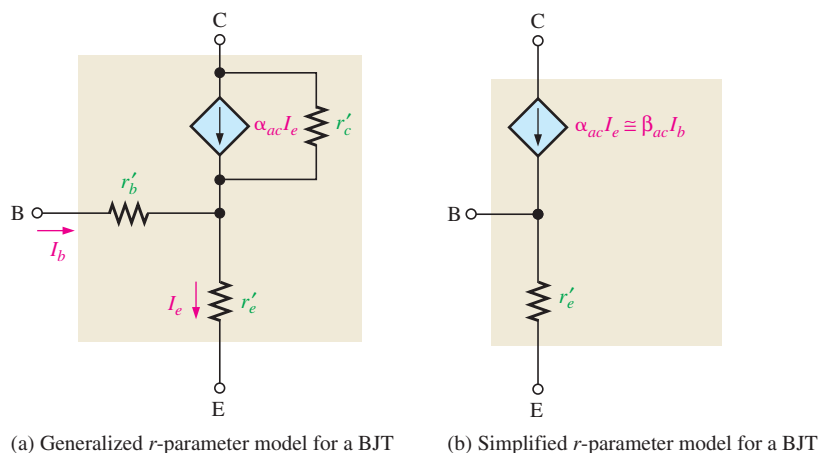 C
α_ac I_e
r′_c
r′_b
B
I_b
I_e
r′_e
E
(a) Generalized r-parameter model for a BJT
C
α_ac I_e ≅ β_ac I_b
B
r′_e
E
(b) Simplified r-parameter model for a BJT